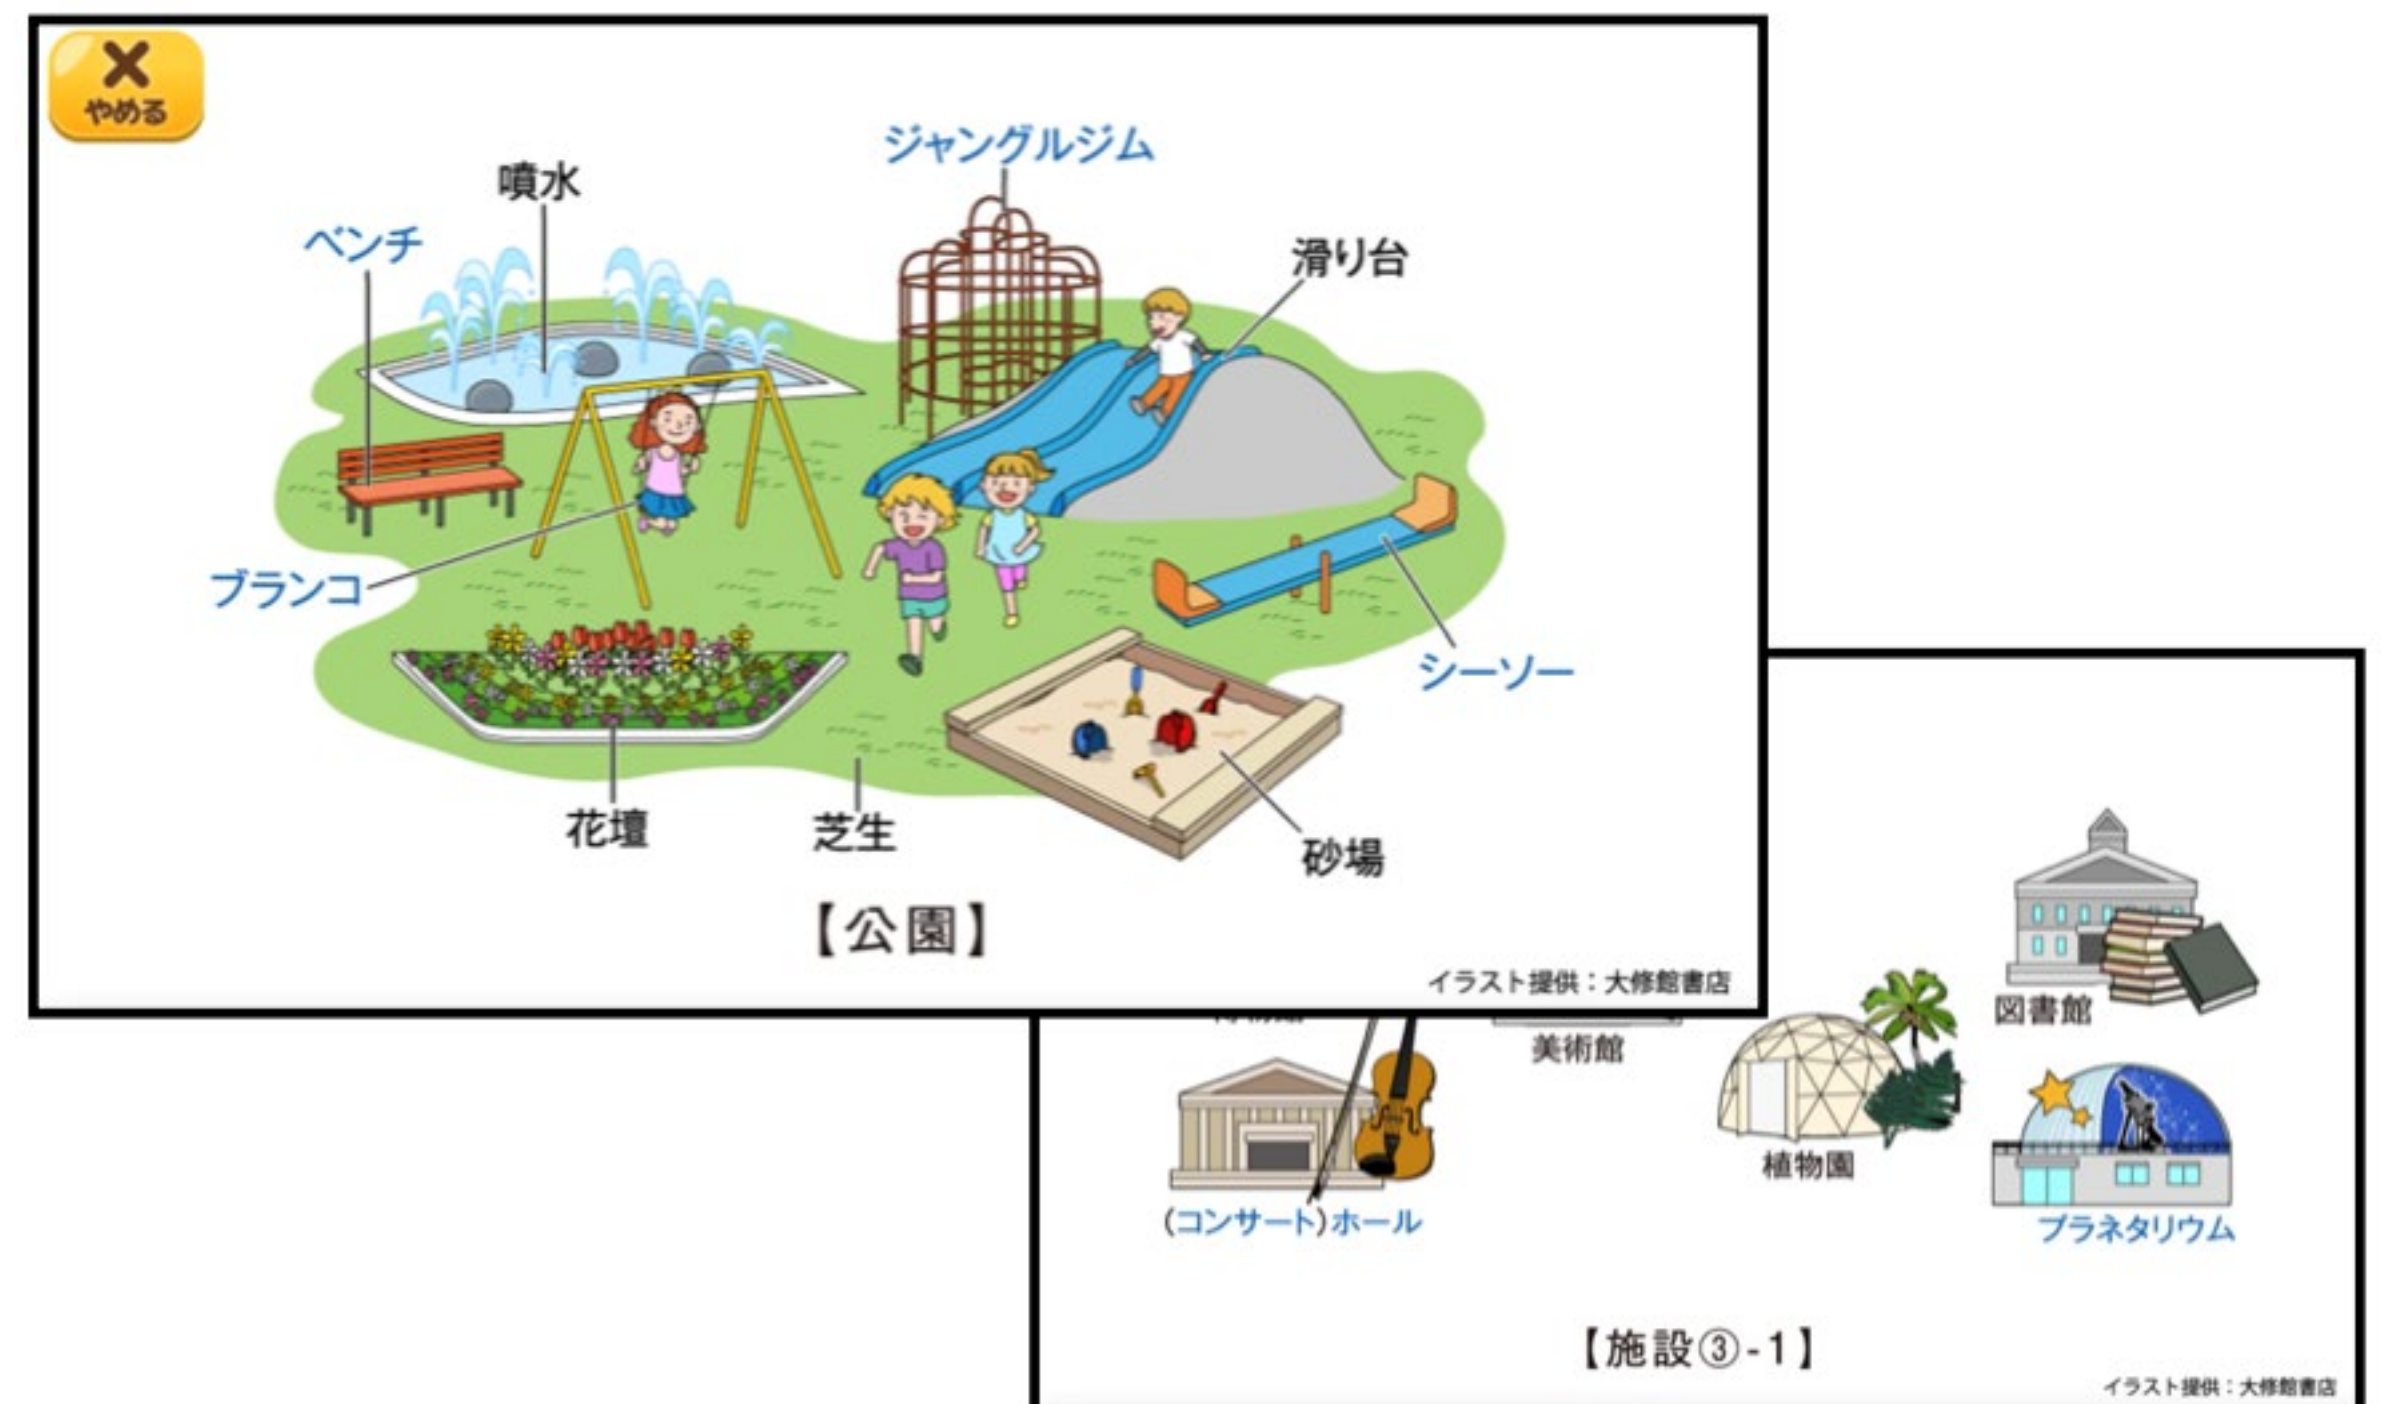 やめる
ジャングルジム
噴水
ベンチ
滑り台
ブランコ
シーソー
花壇
芝生
砂場
【公園】
イラスト提供：大修館書店
図書館
美術館
植物園
(コンサート)ホール
プラネタリウム
【施設③-1】
イラスト提供：大修館書店